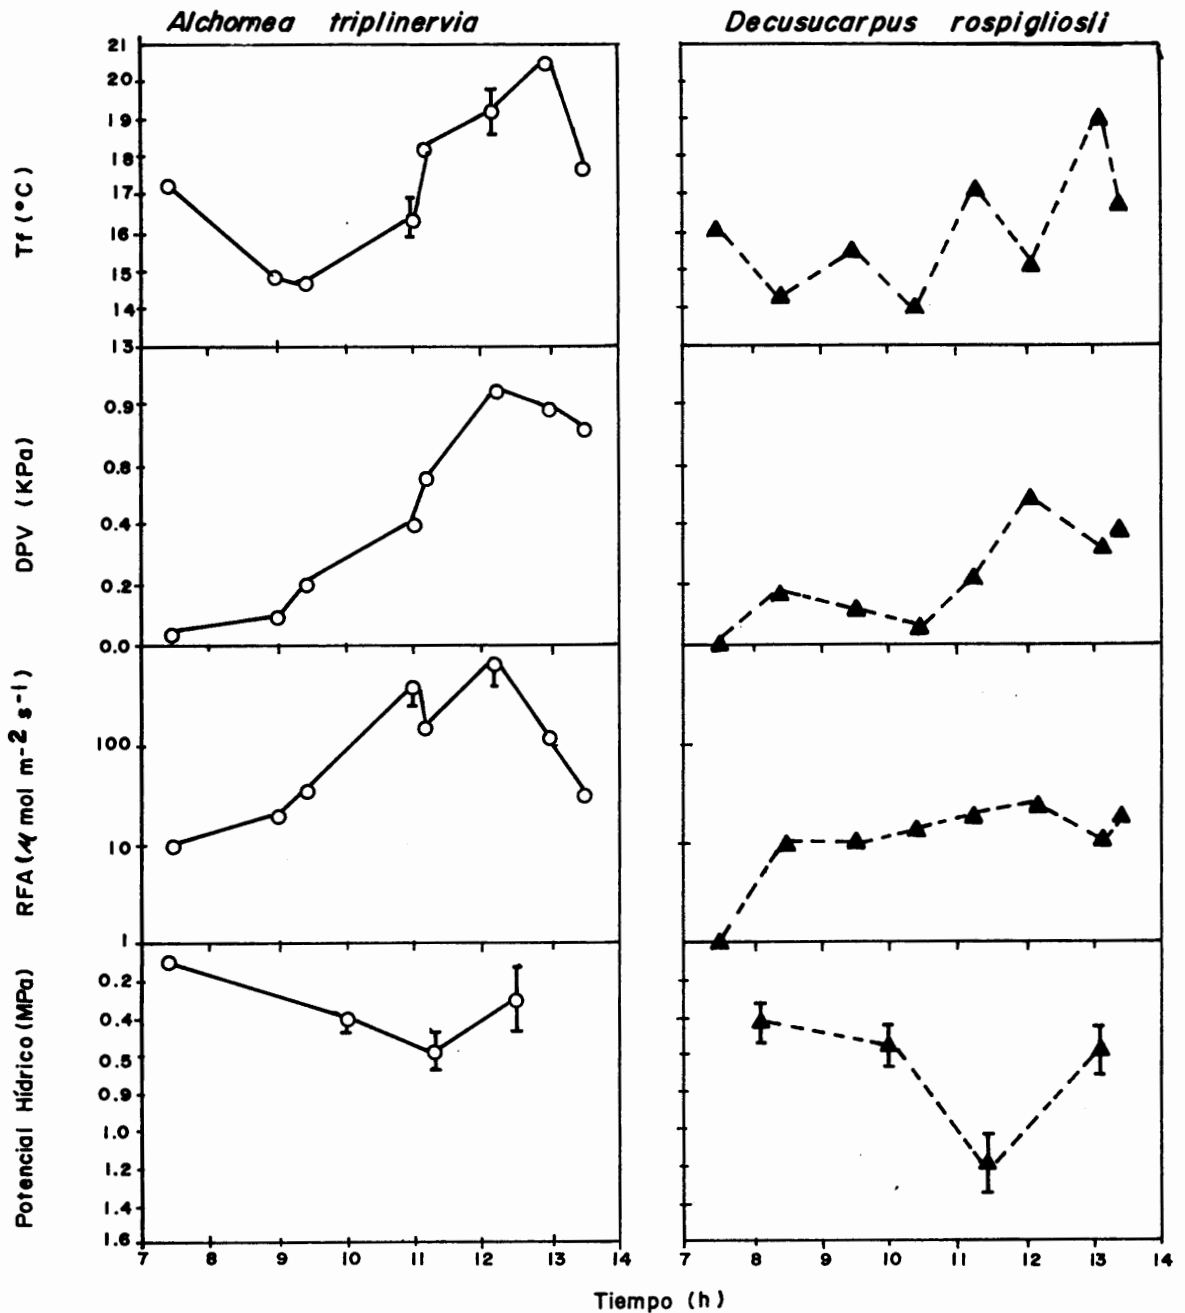 Alchornea triplinervia
Decusucarpus rospigliosli
Tf (°C)
21
20
19
18
17
16
15
14
13
DPV (KPa)
0.9
0.8
0.4
0.2
0.0
RFA (μ mol m-2 s-1)
100
10
1
Potencial Hídrico (MPa)
0.2
0.4
0.5
0.9
1.0
1.2
1.4
1.6
7 9 10 11 12 13 14
7 8 9 10 11 12 13 14
Tiempo (h)